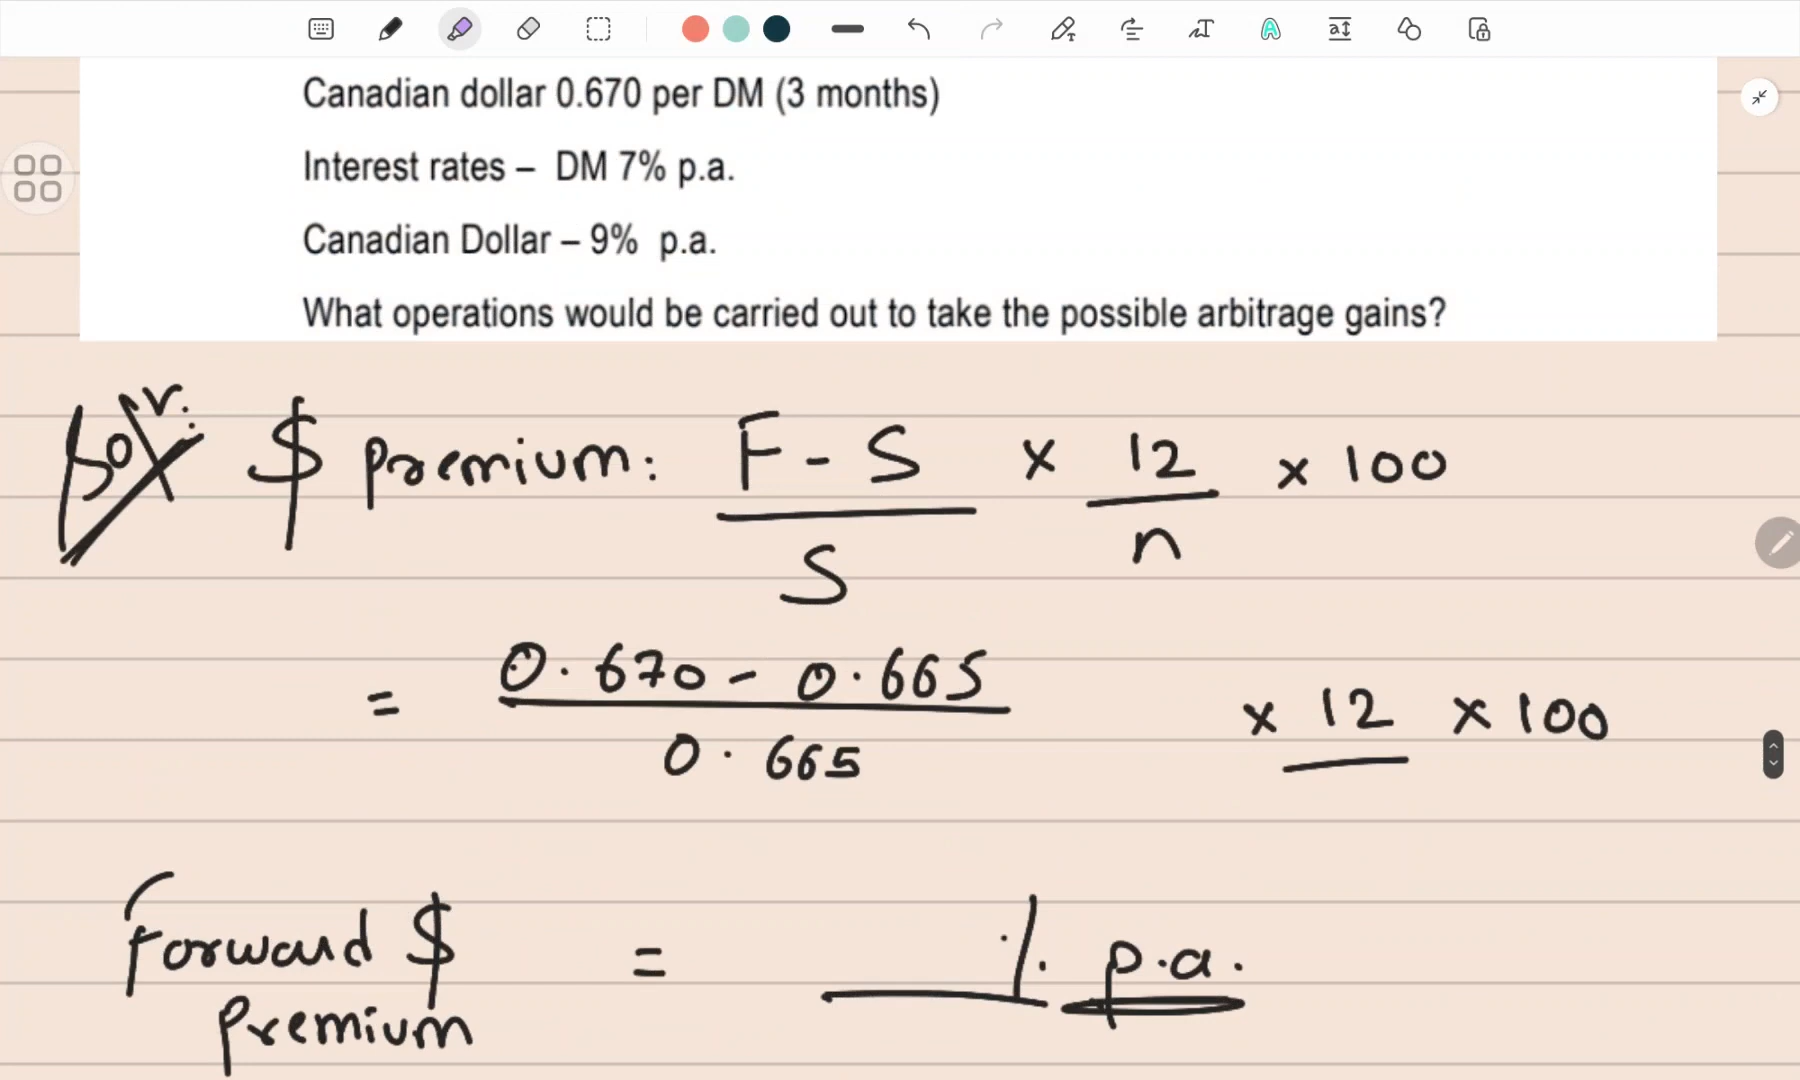 Canadian dollar 0.670 per DM (3 months)
Interest rates – DM 7% p.a.
Canadian Dollar – 9% p.a.
What operations would be carried out to take the possible arbitrage gains?
$ premium: F - S / S x 12 / n x 100
= 0.670 - 0.665 / 0.665 x 12 x 100
Forward $ premium = % p.a.